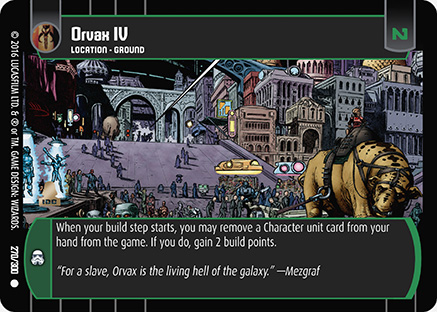 Orvax IV
LOCATION - GROUND
N
When your build step starts, you may remove a Character unit card from your
hand from the game. If you do, gain 2 build points.
“For a slave, Orvax is the living hell of the galaxy.” —Mezgraf
© 2016 LUCASFILM LTD. & ® or TM. GAME DESIGN: WIZARDS.
270/300